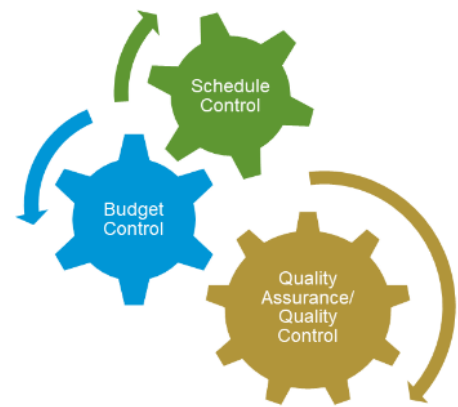 Schedule
Control
Budget
Control
Quality
Assurance/
Quality
Control